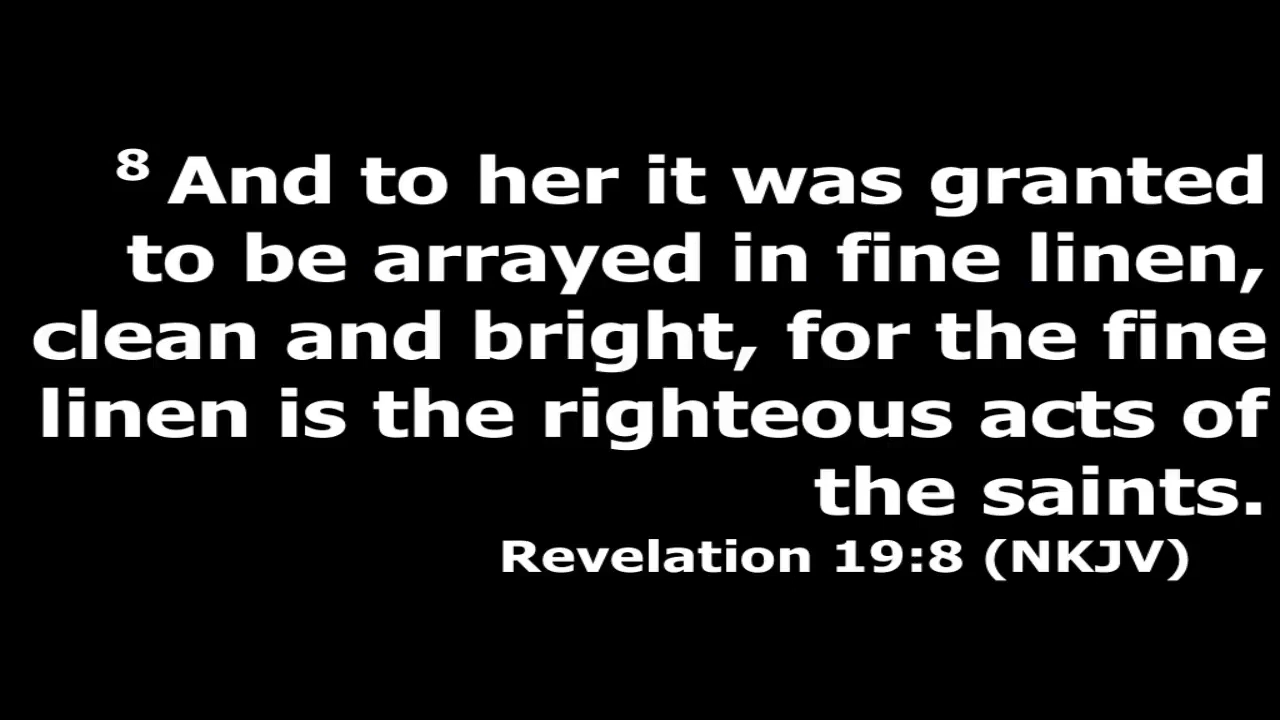 ⁸ And to her it was granted
to be arrayed in fine linen,
clean and bright, for the fine
linen is the righteous acts of
the saints.
Revelation 19:8 (NKJV)